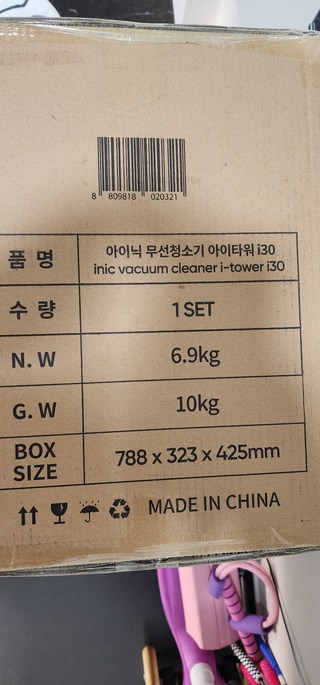 8 809818 020321
품 명
아이닉 무선청소기 아이타워 i30
inic vacuum cleaner i-tower i30
수 량
1 SET
N. W
6.9kg
G. W
10kg
BOX
SIZE
788 x 323 x 425mm
MADE IN CHINA